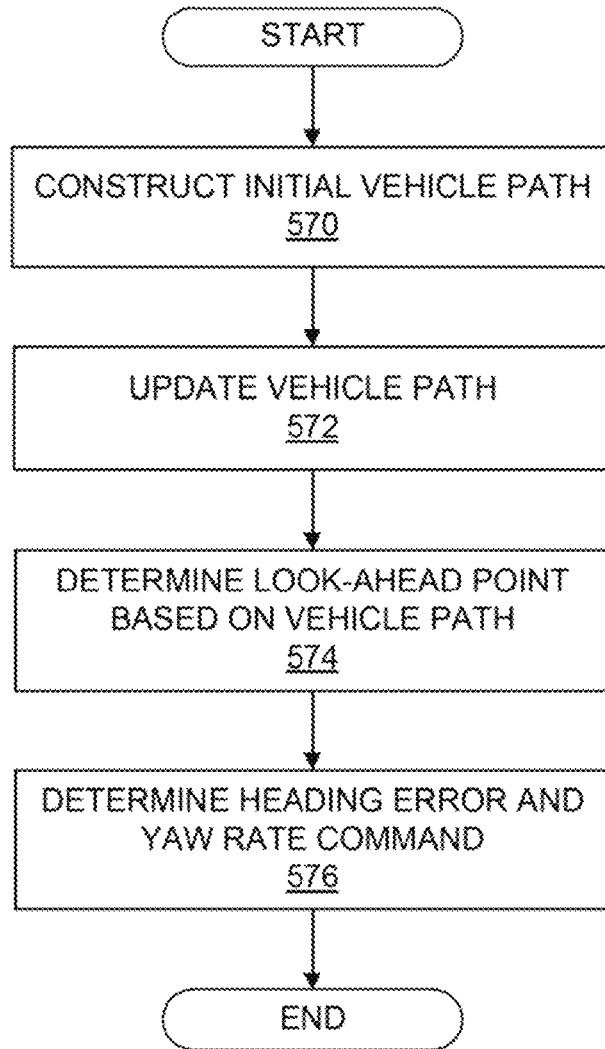 START
CONSTRUCT INITIAL VEHICLE PATH
570
UPDATE VEHICLE PATH
572
DETERMINE LOOK-AHEAD POINT
BASED ON VEHICLE PATH
574
DETERMINE HEADING ERROR AND
YAW RATE COMMAND
576
END